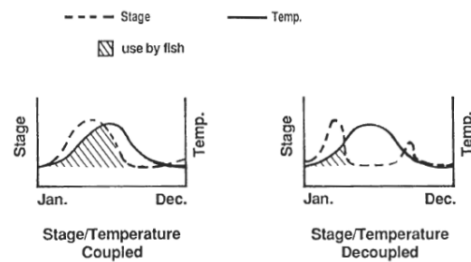 Stage
Temp.
use by fish
Stage
Temp.
Jan.
Dec.
Stage/Temperature
Coupled
Stage
Temp.
Jan.
Dec.
Stage/Temperature
Decoupled